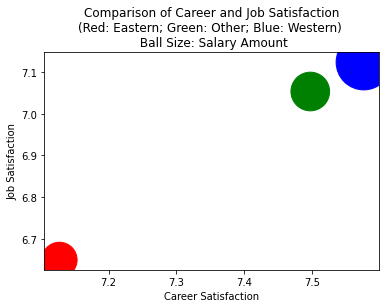 Comparison of Career and Job Satisfaction
(Red: Eastern; Green: Other; Blue: Western)
Ball Size: Salary Amount
7.1
7.0
6.9
6.8
6.7
Job Satisfaction
7.2
7.3
7.4
7.5
Career Satisfaction